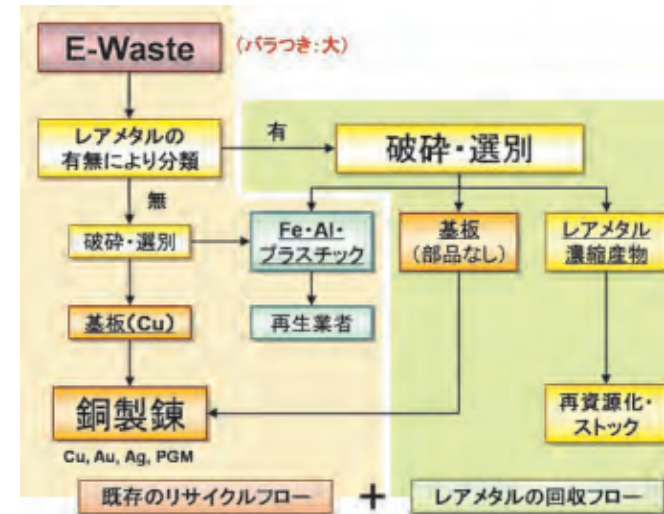 E-Waste
(バラつき:大)
レアメタルの
有無により分類
有
破砕・選別
無
破砕・選別
Fe・Al・
プラスチック
基板
(部品なし)
レアメタル
濃縮産物
基板(Cu)
再生業者
銅製錬
再資源化・
ストック
Cu, Au, Ag, PGM
既存のリサイクルフロー
+
レアメタルの回収フロー